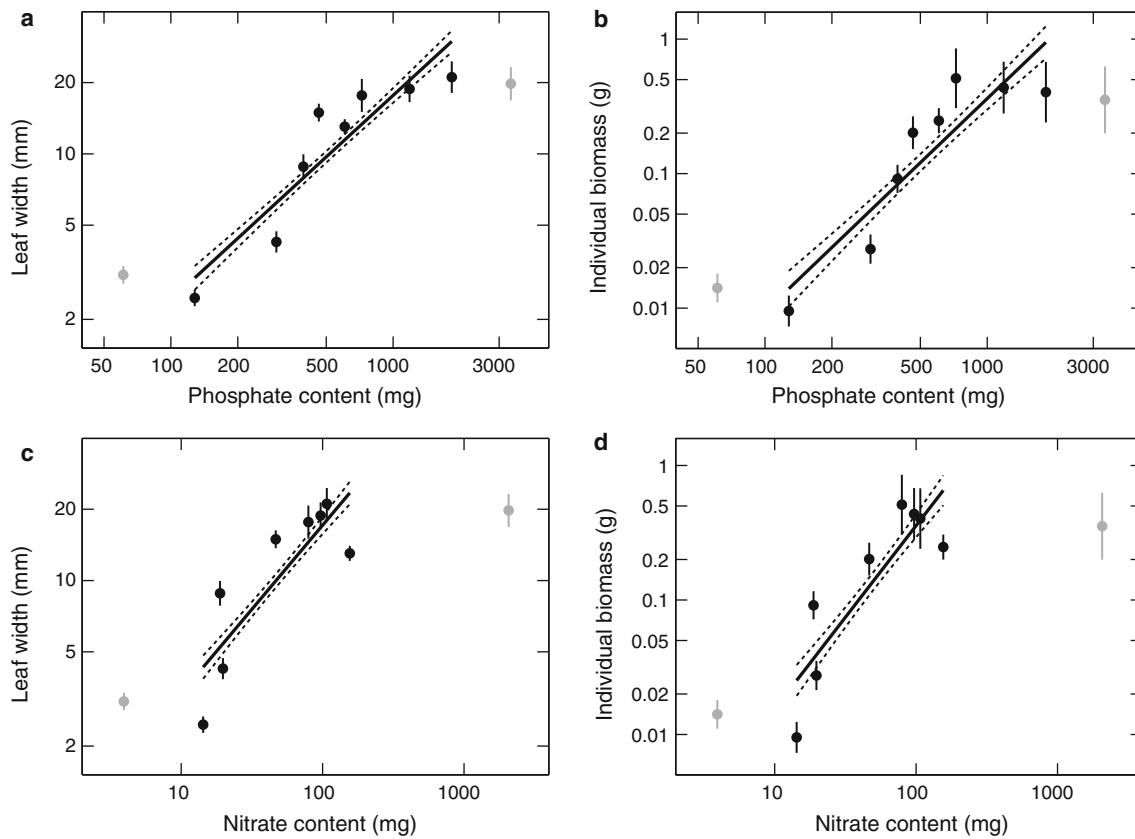 a
Leaf width (mm)
20
10
5
2
50 100 200 500 1000 3000
Phosphate content (mg)
b
Individual biomass (g)
1
0.5
0.2
0.1
0.05
0.02
0.01
50 100 200 500 1000 3000
Phosphate content (mg)
c
Leaf width (mm)
20
10
5
2
10 100 1000
Nitrate content (mg)
d
Individual biomass (g)
1
0.5
0.2
0.1
0.05
0.02
0.01
10 100 1000
Nitrate content (mg)